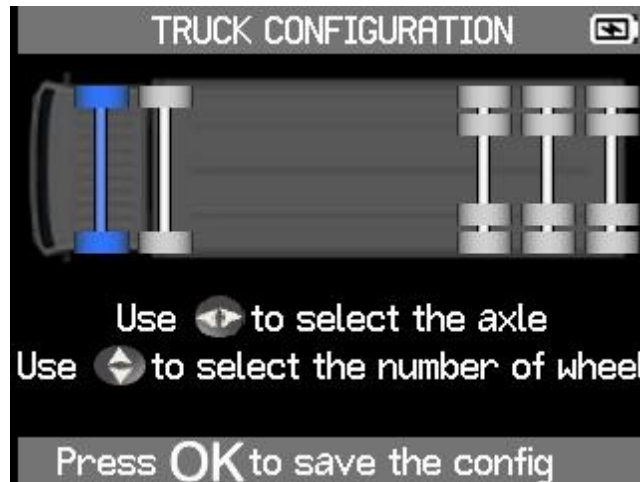 TRUCK CONFIGURATION
Use to select the axle
Use to select the number of wheel
Press OK to save the config